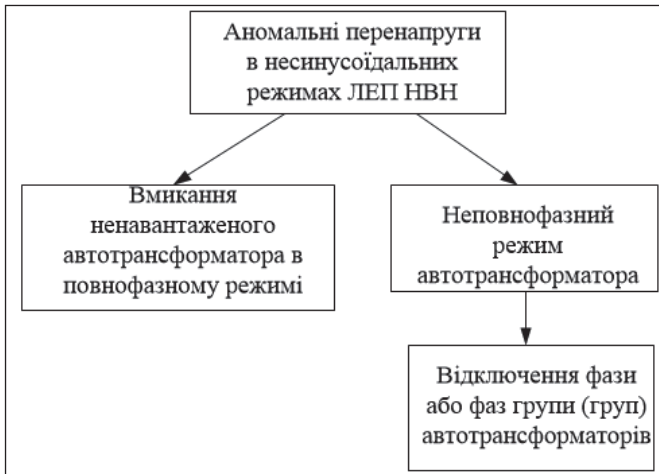 Аномальні перенапруги
в несинусоїдальних
режимах ЛЕП НВН
Вмикання
ненавантаженого
автотрансформатора в
повнофазному режимі
Неповнофазний
режим
автотрансформатора
Відключення фази
або фаз групи (груп)
автотрансформаторів